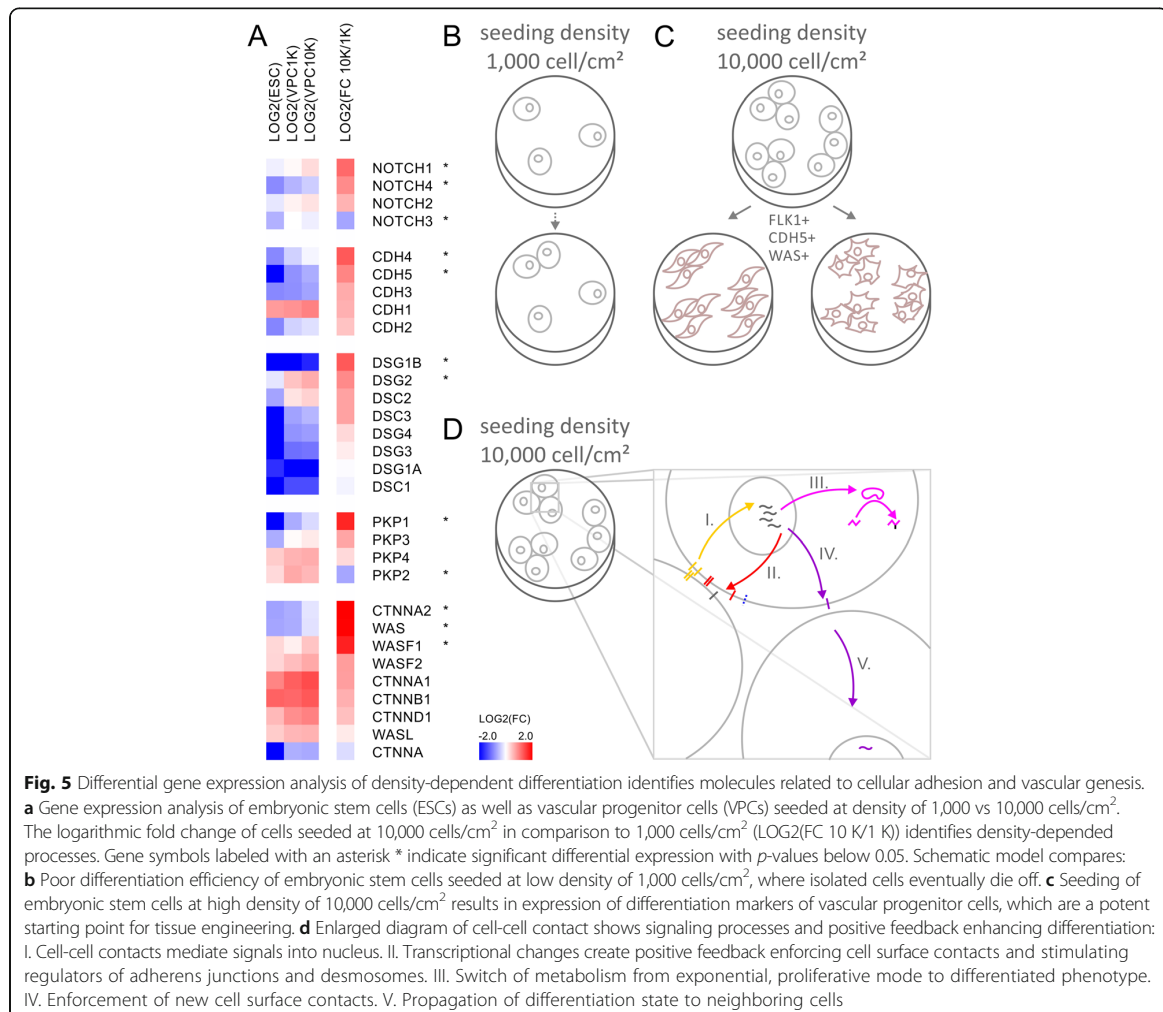 A
LOG2(ESC)
LOG2(VPC1K)
LOG2(VPC10K)
LOG2(FC 10K/1K)
NOTCH1 *
NOTCH4 *
NOTCH2
NOTCH3 *
CDH4 *
CDH5 *
CDH3
CDH1
CDH2
DSG1B *
DSG2 *
DSC2
DSC3
DSG4
DSG3
DSG1A
DSC1
PKP1 *
PKP3
PKP4
PKP2 *
CTNNA2 *
WAS *
WASF1 *
WASF2
CTNNA1
CTNNB1
CTNND1
WASL
CTNNA
B
seeding density
1,000 cell/cm²
C
seeding density
10,000 cell/cm²
FLK1+
CDH5+
WAS+
D
seeding density
10,000 cell/cm²
I.
II.
III.
IV.
V.
LOG2(FC)
-2.0 2.0
Fig. 5 Differential gene expression analysis of density-dependent differentiation identifies molecules related to cellular adhesion and vascular genesis.
a Gene expression analysis of embryonic stem cells (ESCs) as well as vascular progenitor cells (VPCs) seeded at density of 1,000 vs 10,000 cells/cm².
The logarithmic fold change of cells seeded at 10,000 cells/cm² in comparison to 1,000 cells/cm² (LOG2(FC 10 K/1 K)) identifies density-depended
processes. Gene symbols labeled with an asterisk * indicate significant differential expression with p-values below 0.05. Schematic model compares:
b Poor differentiation efficiency of embryonic stem cells seeded at low density of 1,000 cells/cm², where isolated cells eventually die off. c Seeding of
embryonic stem cells at high density of 10,000 cells/cm² results in expression of differentiation markers of vascular progenitor cells, which are a potent
starting point for tissue engineering. d Enlarged diagram of cell-cell contact shows signaling processes and positive feedback enhancing differentiation:
I. Cell-cell contacts mediate signals into nucleus. II. Transcriptional changes create positive feedback enforcing cell surface contacts and stimulating
regulators of adherens junctions and desmosomes. III. Switch of metabolism from exponential, proliferative mode to differentiated phenotype.
IV. Enforcement of new cell surface contacts. V. Propagation of differentiation state to neighboring cells